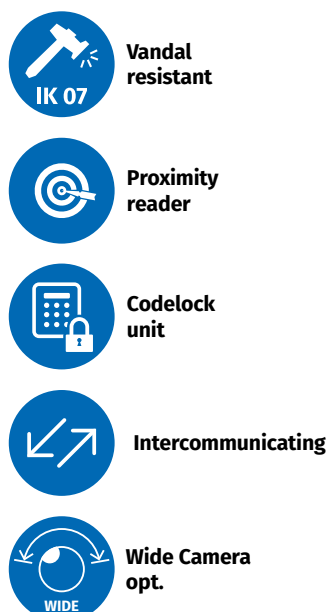 IK 07
Vandal
resistant
Proximity
reader
Codelock
unit
Intercommunicating
WIDE
Wide Camera
opt.